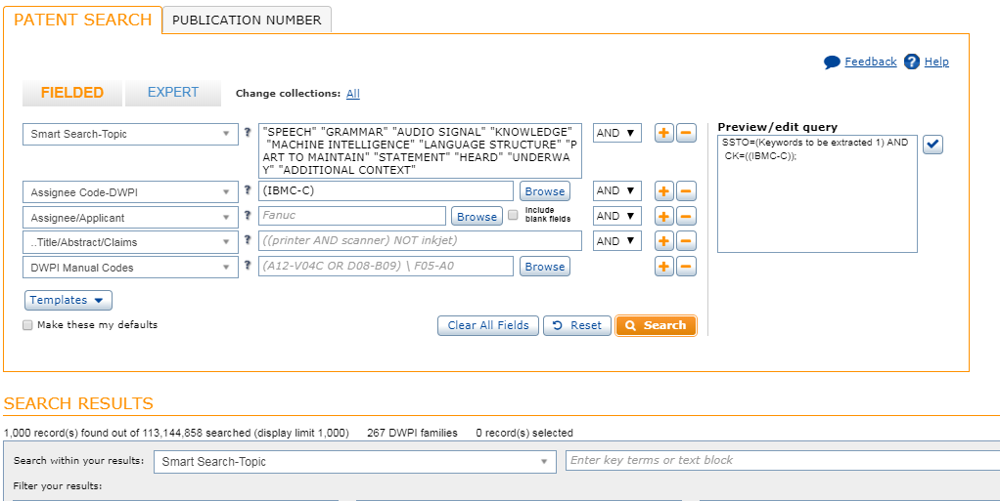 PATENT SEARCH PUBLICATION NUMBER
Feedback ? Help
FIELDED EXPERT Change collections: All
Smart Search-Topic ? "SPEECH" "GRAMMAR" "AUDIO SIGNAL" "KNOWLEDGE" AND
"MACHINE INTELLIGENCE" "LANGUAGE STRUCTURE" "P
ART TO MAINTAIN" "STATEMENT" "HEARD" "UNDERWA
Y" "ADDITIONAL CONTEXT"
Assignee Code-DWPI ? (IBMC-C) Browse AND
Assignee/Applicant ? Fanuc Browse Include blank fields AND
..Title/Abstract/Claims ? ((printer AND scanner) NOT inkjet) AND
DWPI Manual Codes ? (A12-V04C OR D08-B09) \ F05-A0 Browse
Preview/edit query
SSTO=(Keywords to be extracted 1) AND
CK=((IBMC-C));
Templates
Make these my defaults
Clear All Fields Reset Search
SEARCH RESULTS
1,000 record(s) found out of 113,144,858 searched (display limit 1,000) 267 DWPI families 0 record(s) selected
Search within your results: Smart Search-Topic Enter key terms or text block
Filter your results: